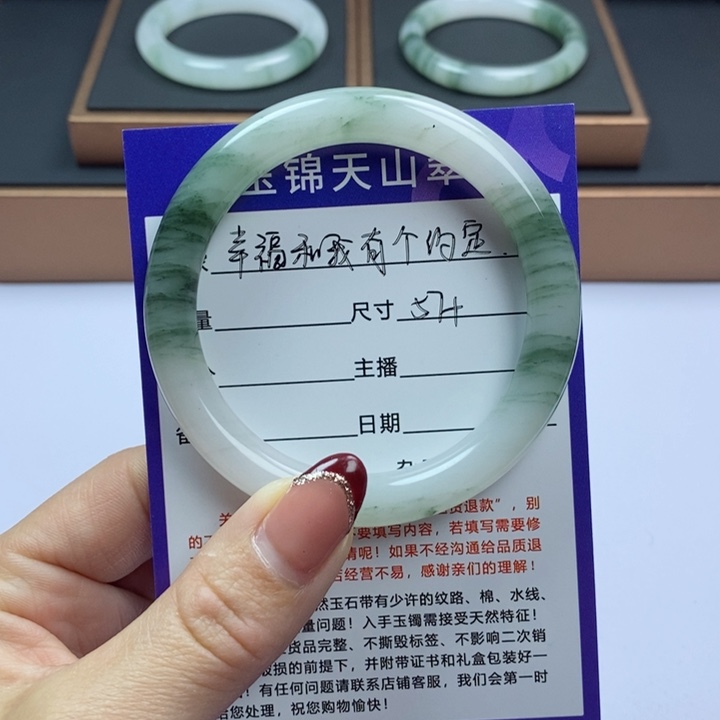 玉锦天山翠
幸福和我有个约定.
量 尺寸 57+
主播
备 日期
货退款”，别
要填写内容，若填写需要修
情呢！如果不经沟通给品质退
经营不易，感谢亲们的理解！
然玉石带有少许的纹路、棉、水线、
量问题！入手玉镯需接受天然特征！
货品完整、不撕毁标签、不影响二次销
破损的前提下，并附带证书和礼盒包装好一
！有任何问题请联系店铺客服，我们会第一时
给您处理，祝您购物愉快！